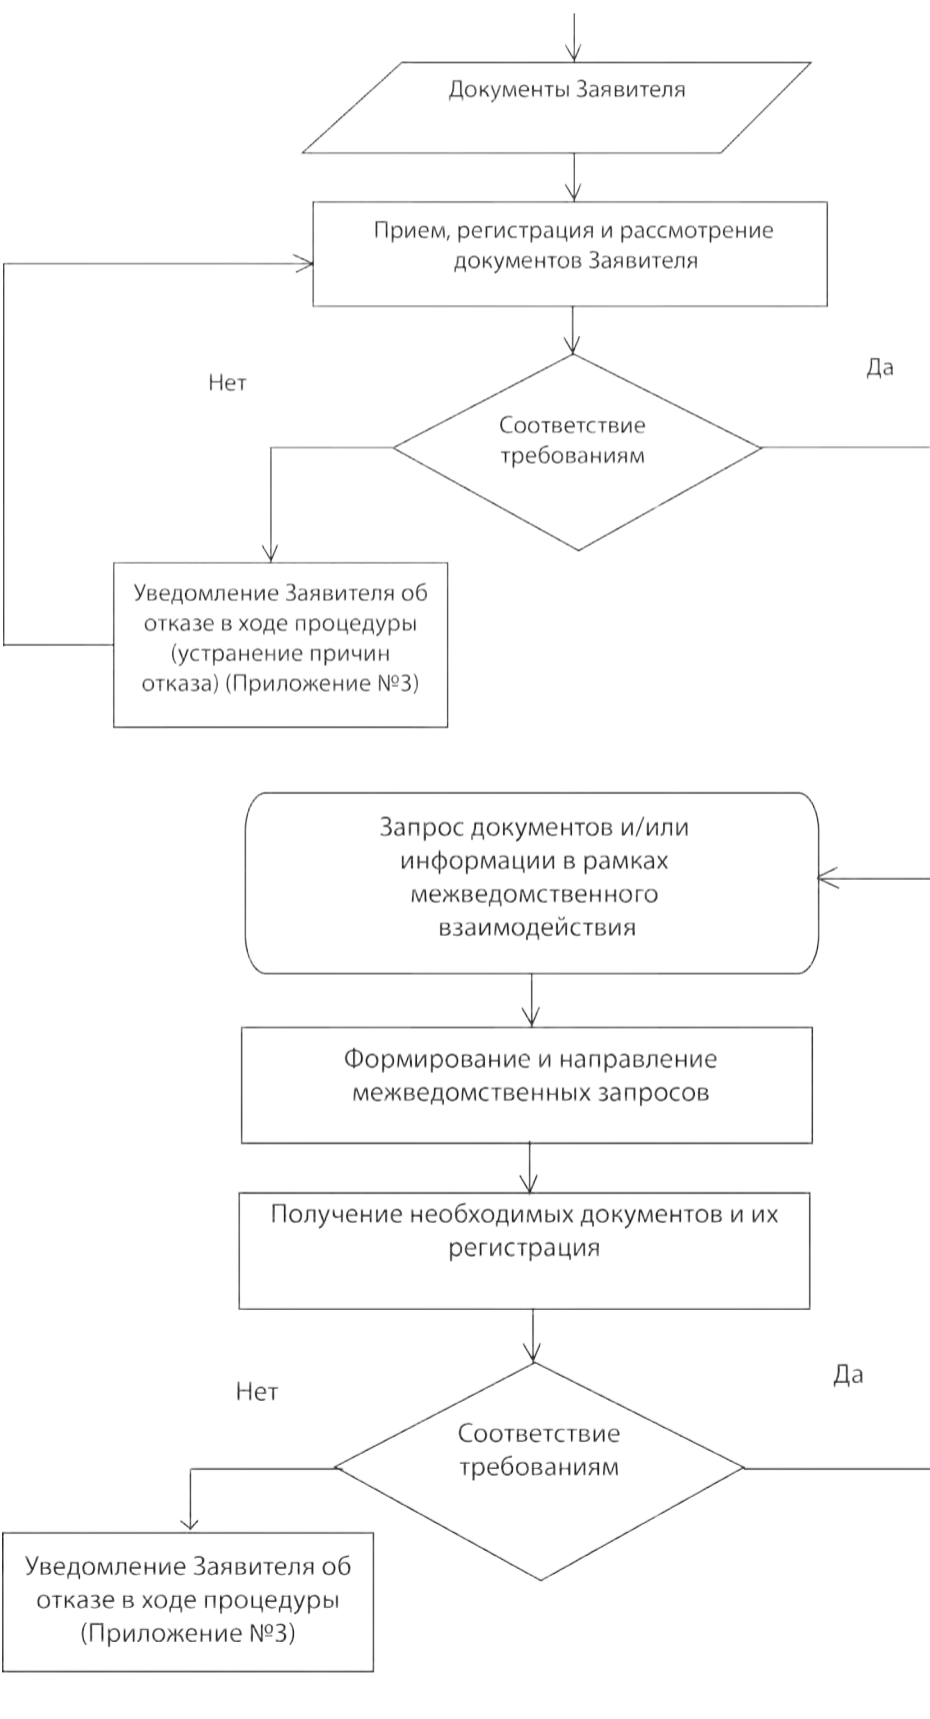 Документы Заявителя
Прием, регистрация и рассмотрение
документов Заявителя
Нет
Да
Соответствие
требованиям
Уведомление Заявителя об
отказе в ходе процедуры
(устранение причин
отказа) (Приложение №3)
Запрос документов и/или
информации в рамках
межведомственного
взаимодействия
Формирование и направление
межведомственных запросов
Получение необходимых документов и их
регистрация
Нет
Да
Соответствие
требованиям
Уведомление Заявителя об
отказе в ходе процедуры
(Приложение №3)